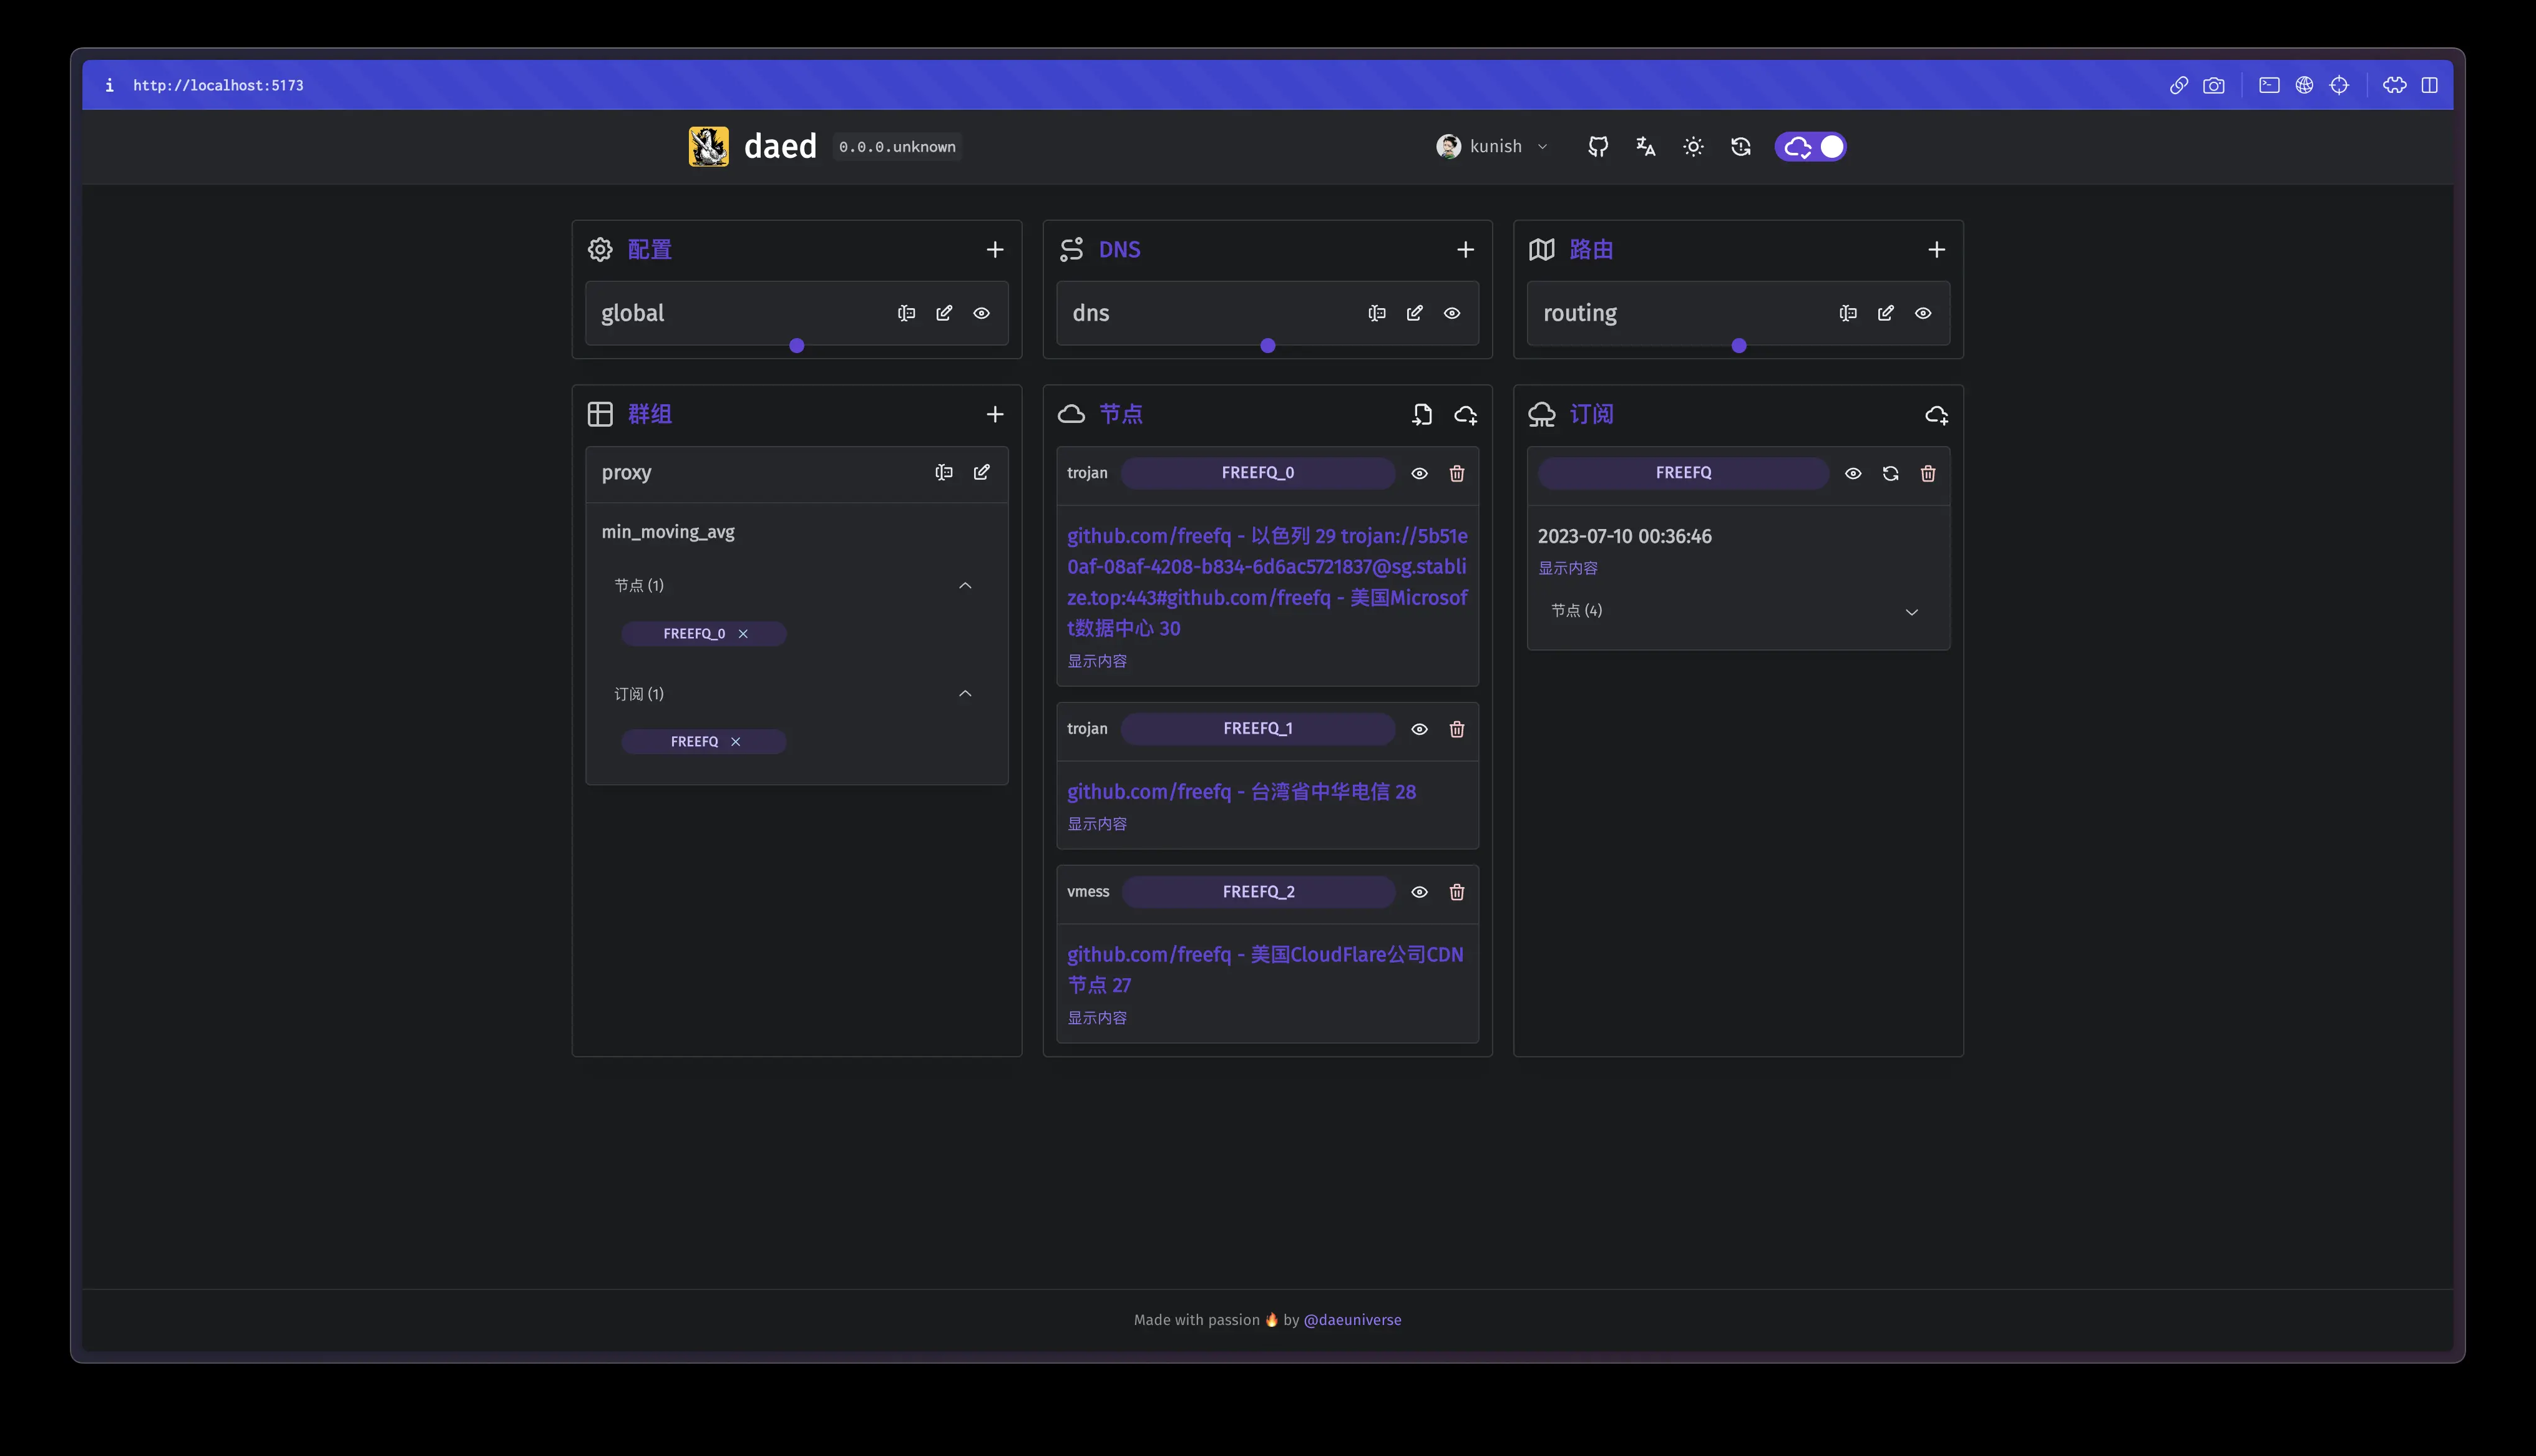 http://localhost:5173
daed
0.0.0.unknown
kunish
配置
global
DNS
dns
路由
routing
群组
proxy
min_moving_avg
节点 (1)
FREEFQ_0
订阅 (1)
FREEFQ
节点
trojan
FREEFQ_0
github.com/freefq - 以色列 29 trojan://5b51e
0af-08af-4208-b834-6d6ac5721837@sg.stabli
ze.top:443#github.com/freefq - 美国Microsof
t数据中心 30
显示内容
trojan
FREEFQ_1
github.com/freefq - 台湾省中华电信 28
显示内容
vmess
FREEFQ_2
github.com/freefq - 美国CloudFlare公司CDN
节点 27
显示内容
订阅
FREEFQ
2023-07-10 00:36:46
显示内容
节点 (4)
Made with passion 🔥 by @daeuniverse